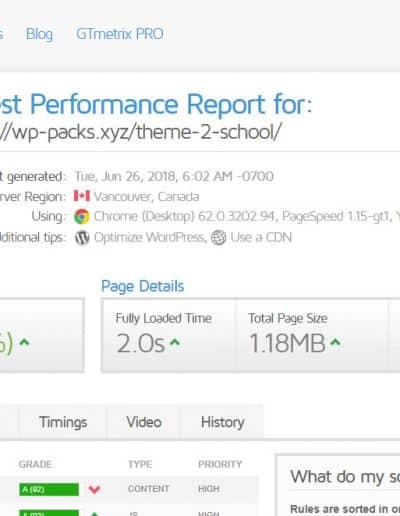 s Blog GTmetrix PRO
est Performance Report for:
//wp-packs.xyz/theme-2-school/
t generated: Tue, Jun 26, 2018, 6:02 AM -0700
rver Region: Vancouver, Canada
Using: Chrome (Desktop) 62.0.3202.94, PageSpeed 1.15-gt1, Y
dditional tips: Optimize WordPress, Use a CDN
Page Details
Fully Loaded Time Total Page Size
%) 2.0s 1.18MB
Timings Video History
GRADE TYPE PRIORITY
What do my sc
A (92) CONTENT HIGH
Rules are sorted in or
A (92) JS HIGH